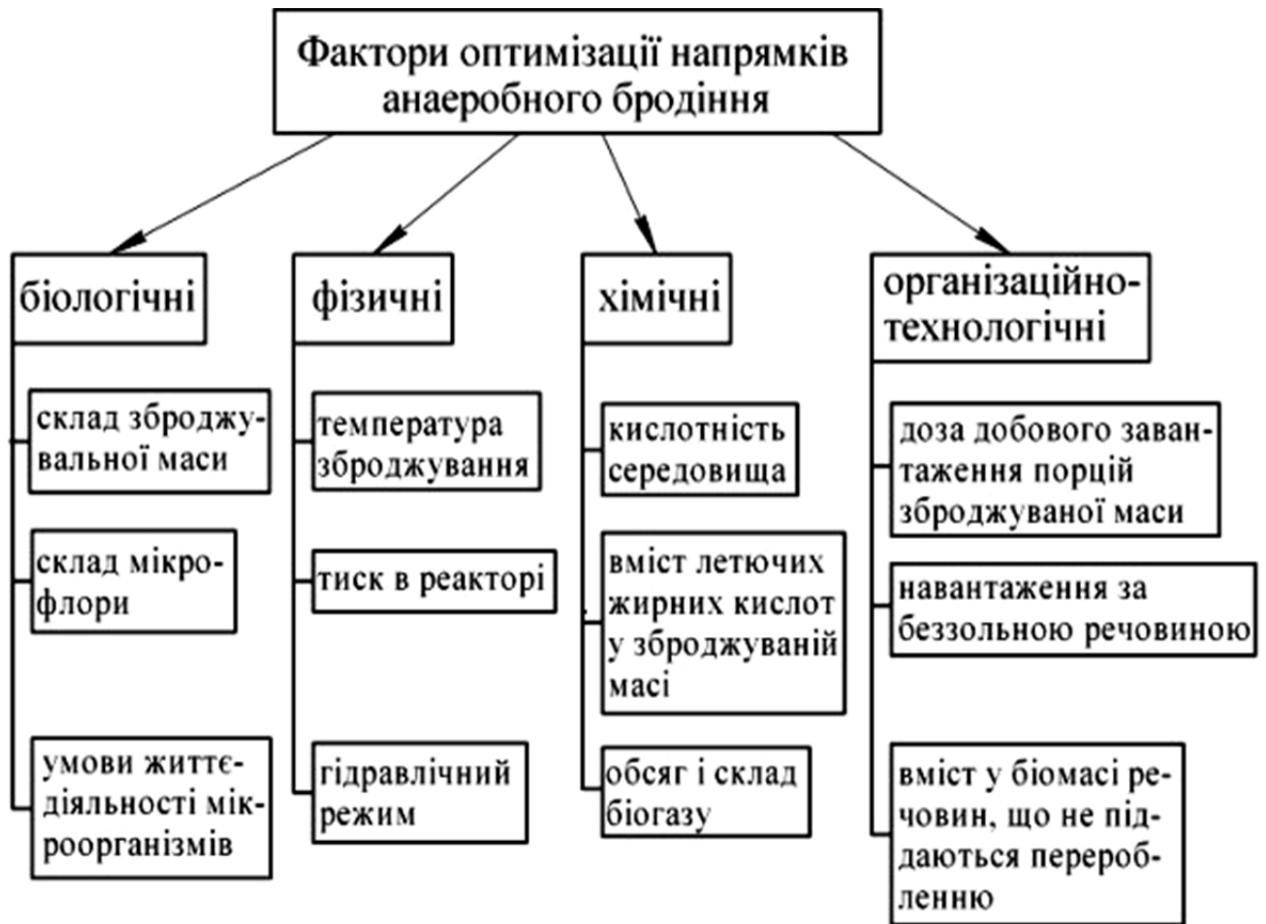 Фактори оптимізації напрямків
анаеробного бродіння
біологічні
склад зброджу-
вальної маси
склад мікро-
флори
умови життє-
діяльності мік-
роорганізмів
фізичні
температура
зброджування
тиск в реакторі
гідравлічний
режим
хімічні
кислотність
середовища
вміст летючих
жирних кислот
у зброджуваній
масі
обсяг і склад
біогазу
організаційно-
технологічні
доза добового заван-
таження порцій
зброджуваної маси
навантаження за
беззольною речовиною
вміст у біомасі ре-
човин, що не під-
даються перероб-
ленню